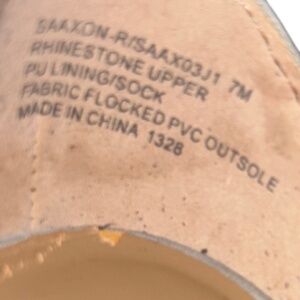 SAAXON-R/SAAX03J1 7M
RHINESTONE UPPER
PU LINING/SOCK
FABRIC FLOCKED PVC OUTSOLE
MADE IN CHINA 1328